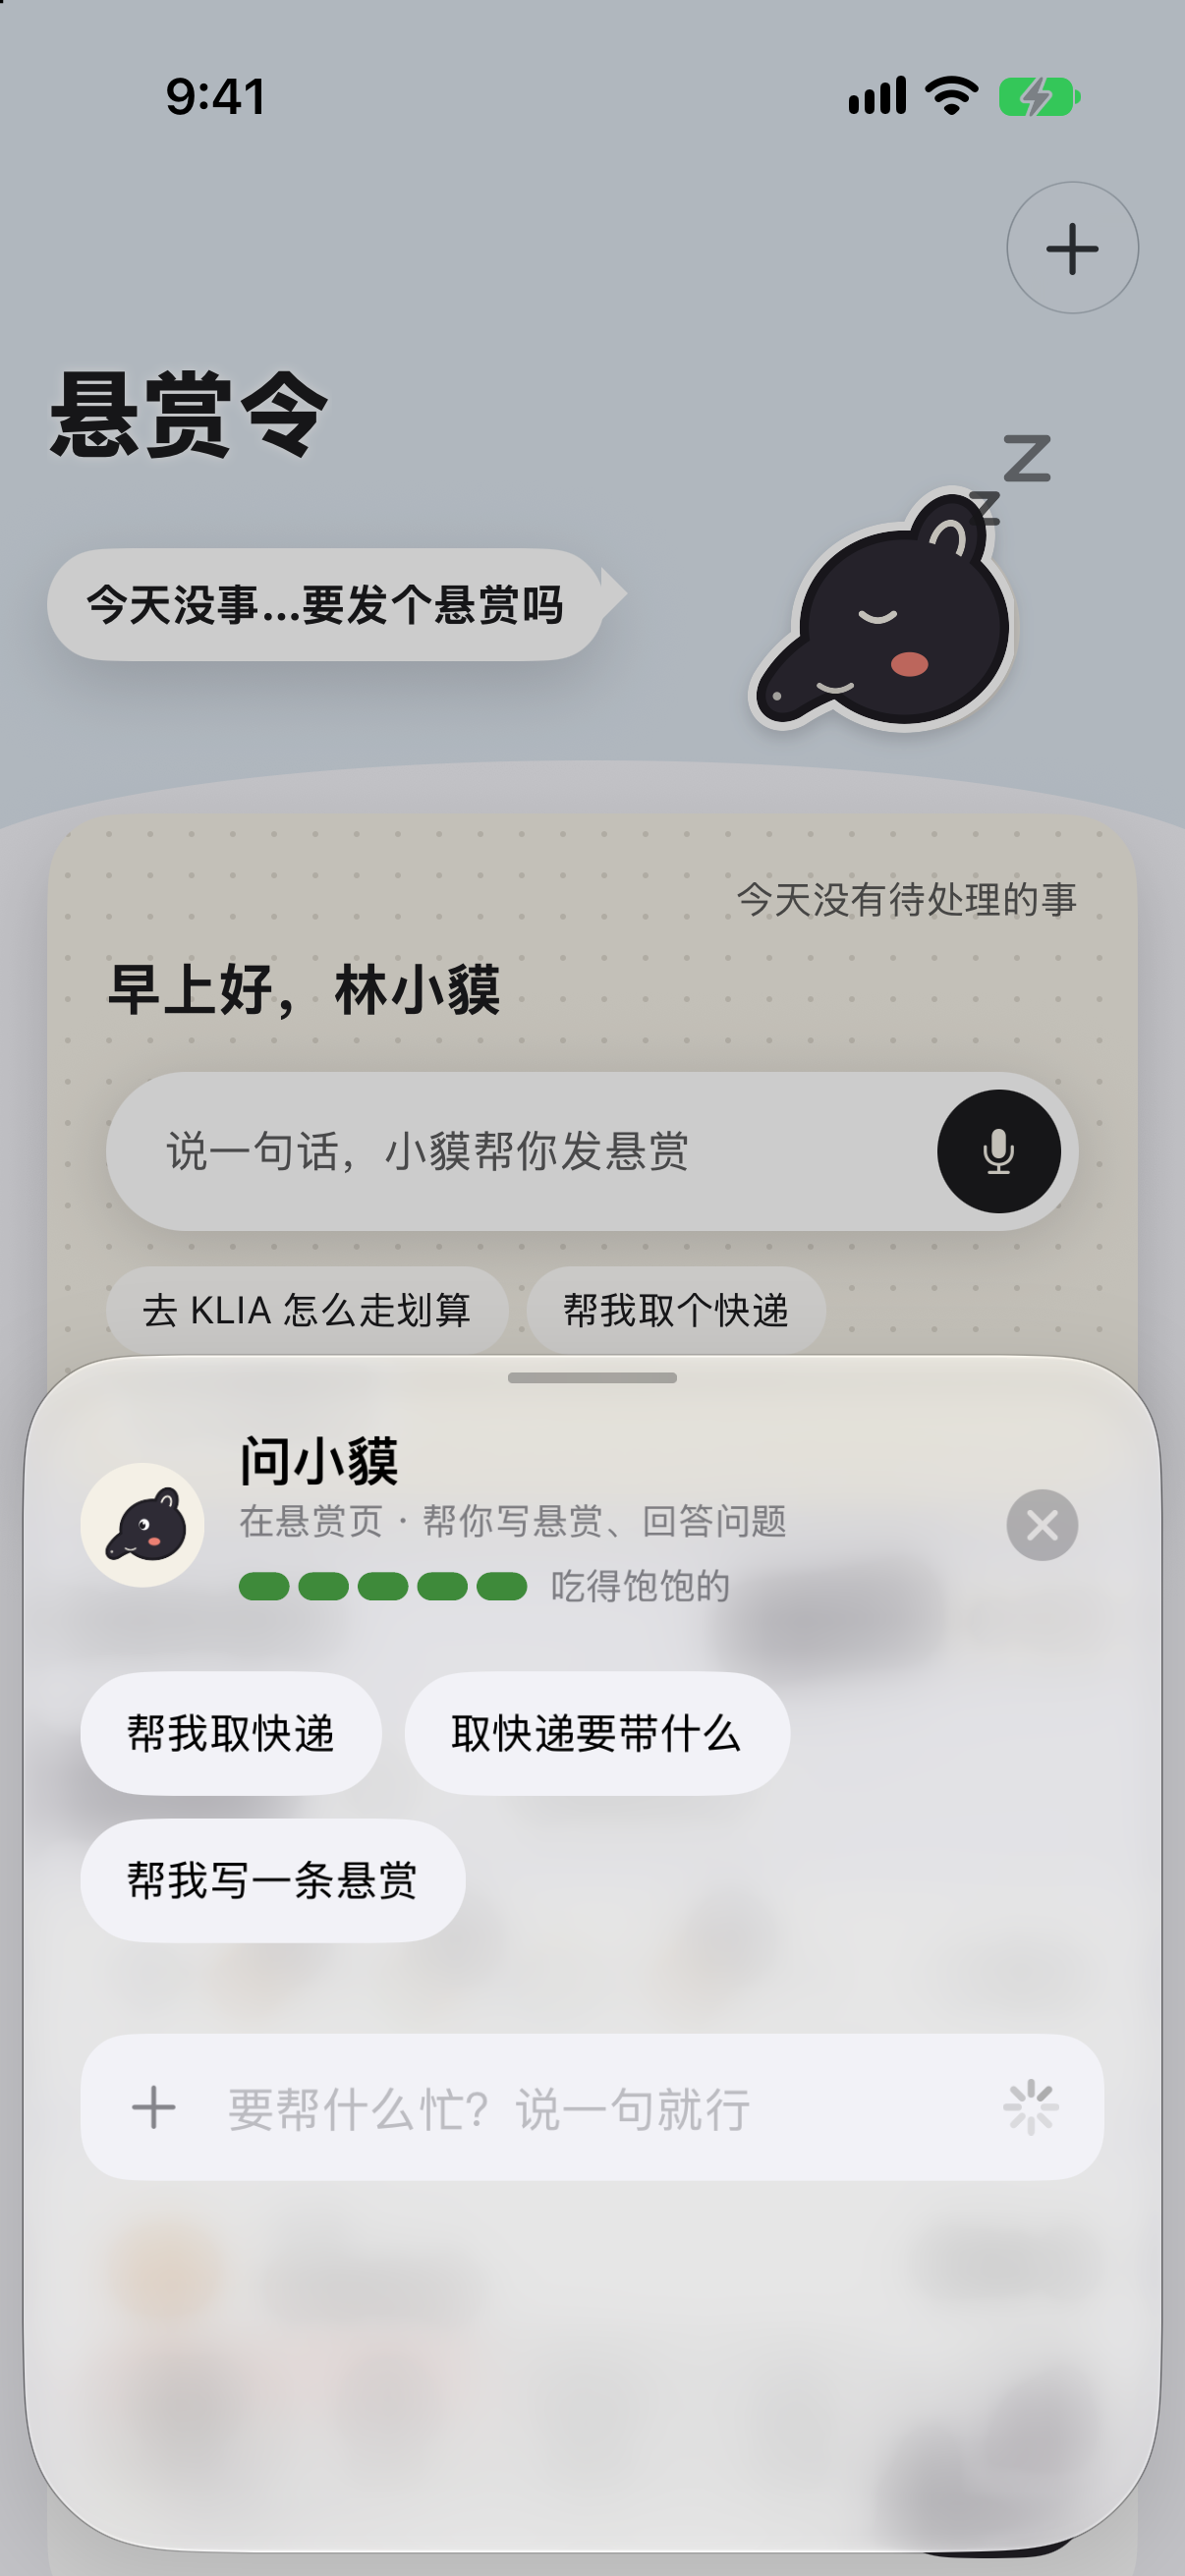 9:41
悬赏令
z
z
今天没事...要发个悬赏吗
今天没有待处理的事
早上好，林小貘
说一句话，小貘帮你发悬赏
去 KLIA 怎么走划算
帮我取个快递
问小貘
在悬赏页 · 帮你写悬赏、回答问题
吃得饱饱的
帮我取快递
取快递要带什么
帮我写一条悬赏
要帮什么忙？说一句就行